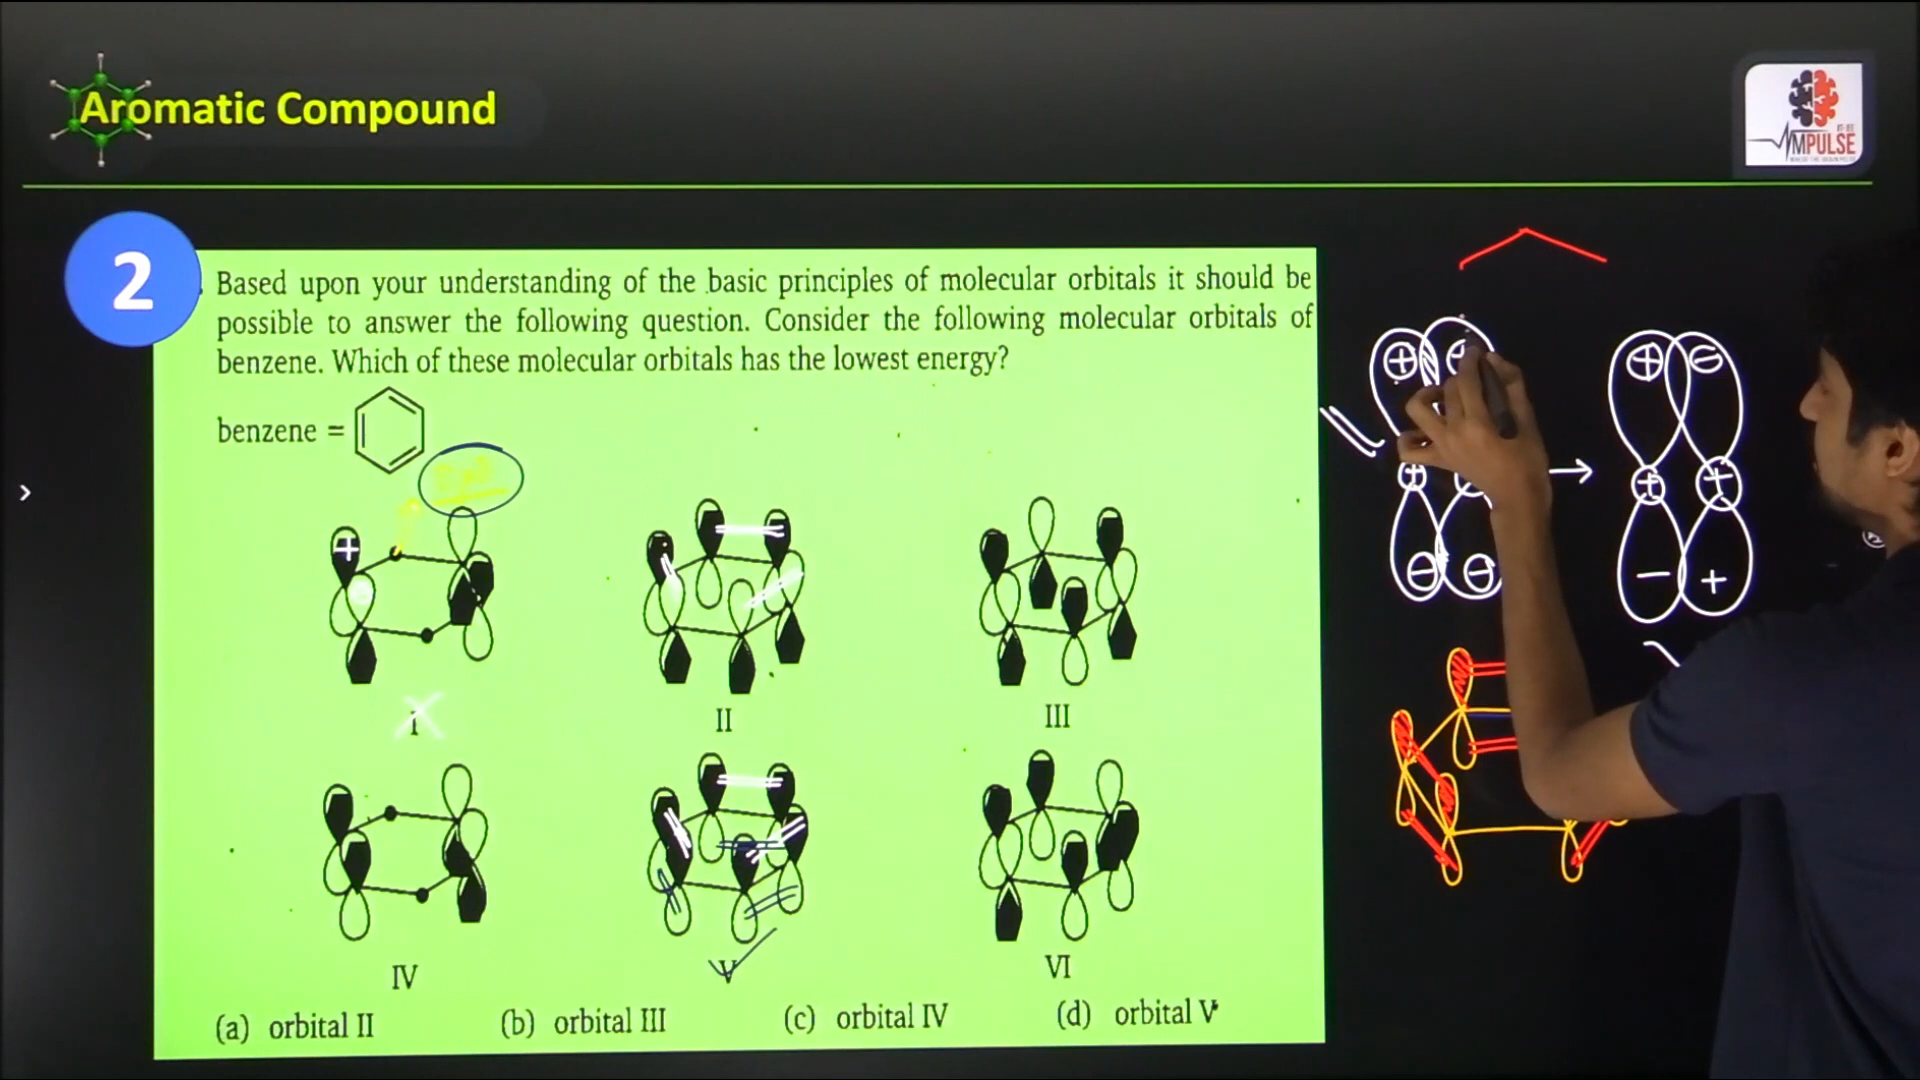 Aromatic Compound
MPULSE
2
Based upon your understanding of the basic principles of molecular orbitals it should be
possible to answer the following question. Consider the following molecular orbitals of
benzene. Which of these molecular orbitals has the lowest energy?
benzene =
+
I
II
III
IV
V
VI
(a) orbital II
(b) orbital III
(c) orbital IV
(d) orbital V
+
+ −
+
+ +
− −
− +